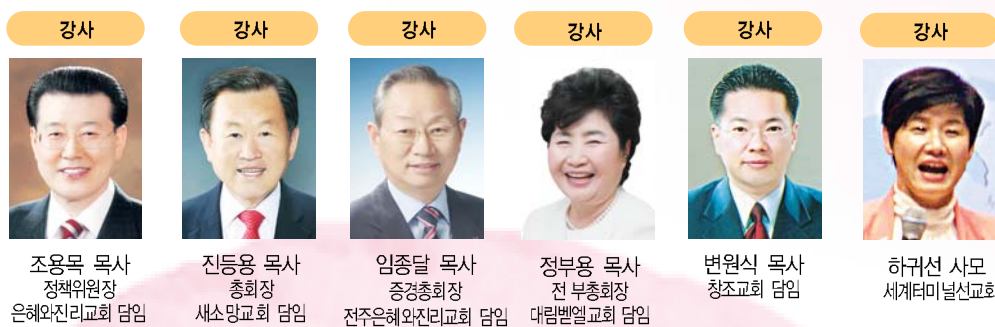 강사 강사 강사 강사 강사 강사
조용목 목사
정책위원장
은혜와진리교회 담임
진등용 목사
총회장
새소망교회 담임
임종달 목사
증경총회장
전주은혜와진리교회 담임
정부용 목사
전 부총회장
대림벧엘교회 담임
변원식 목사
창조교회 담임
하귀선 사모
세계터미널선교회